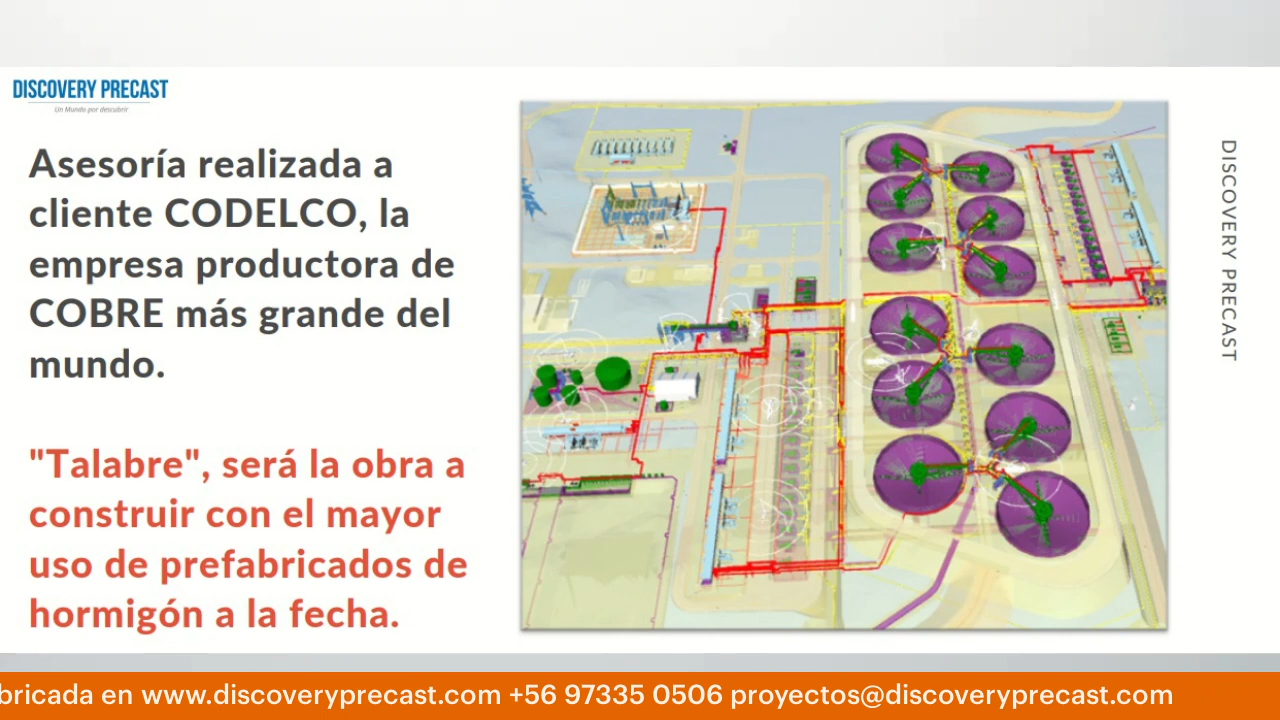 DISCOVERY PRECAST
Un Mundo por descubrir
Asesoría realizada a
cliente CODELCO, la
empresa productora de
COBRE más grande del
mundo.
"Talabre", será la obra a
construir con el mayor
uso de prefabricados de
hormigón a la fecha.
DISCOVERY PRECAST
bricada en www.discoveryprecast.com +56 97335 0506 proyectos@discoveryprecast.com